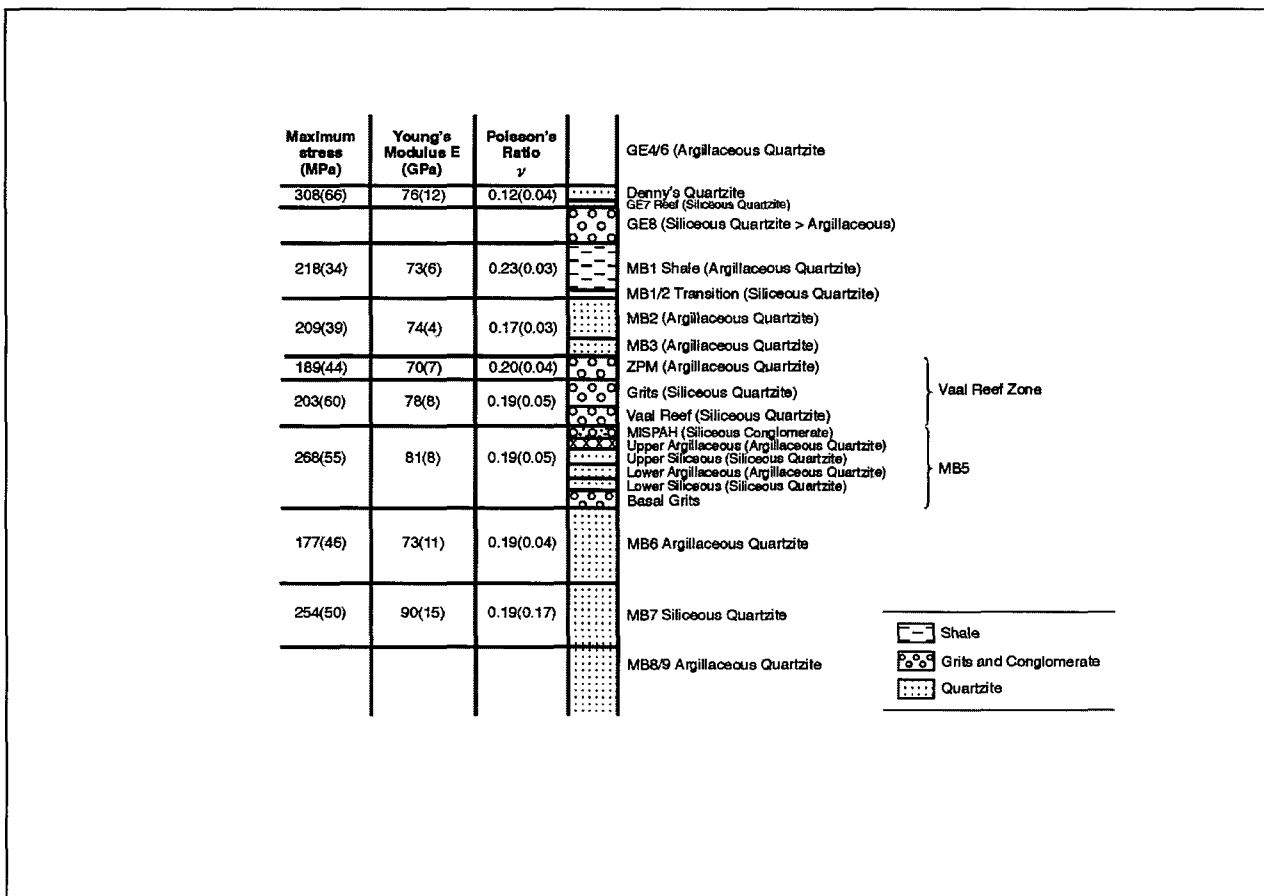 Maximum stress (MPa)
Young's Modulus E (GPa)
Poisson's Ratio ν
GE4/6 (Argillaceous Quartzite
308(66) 76(12) 0.12(0.04) Denny's Quartzite
GE7 Reef (Siliceous Quartzite)
GE8 (Siliceous Quartzite > Argillaceous)
218(34) 73(6) 0.23(0.03) MB1 Shale (Argillaceous Quartzite)
MB1/2 Transition (Siliceous Quartzite)
209(39) 74(4) 0.17(0.03) MB2 (Argillaceous Quartzite)
MB3 (Argillaceous Quartzite)
189(44) 70(7) 0.20(0.04) ZPM (Argillaceous Quartzite)
203(60) 78(8) 0.19(0.05) Grits (Siliceous Quartzite)
Vaal Reef Zone
Vaal Reef (Siliceous Quartzite)
MISPAH (Siliceous Conglomerate)
Upper Argillaceous (Argillaceous Quartzite)
268(55) 81(8) 0.19(0.05) Upper Siliceous (Siliceous Quartzite)
Lower Argillaceous (Argillaceous Quartzite)
MB5
Lower Siliceous (Siliceous Quartzite)
Basal Grits
177(46) 73(11) 0.19(0.04) MB6 Argillaceous Quartzite
254(50) 90(15) 0.19(0.17) MB7 Siliceous Quartzite
MB8/9 Argillaceous Quartzite
Shale
Grits and Conglomerate
Quartzite